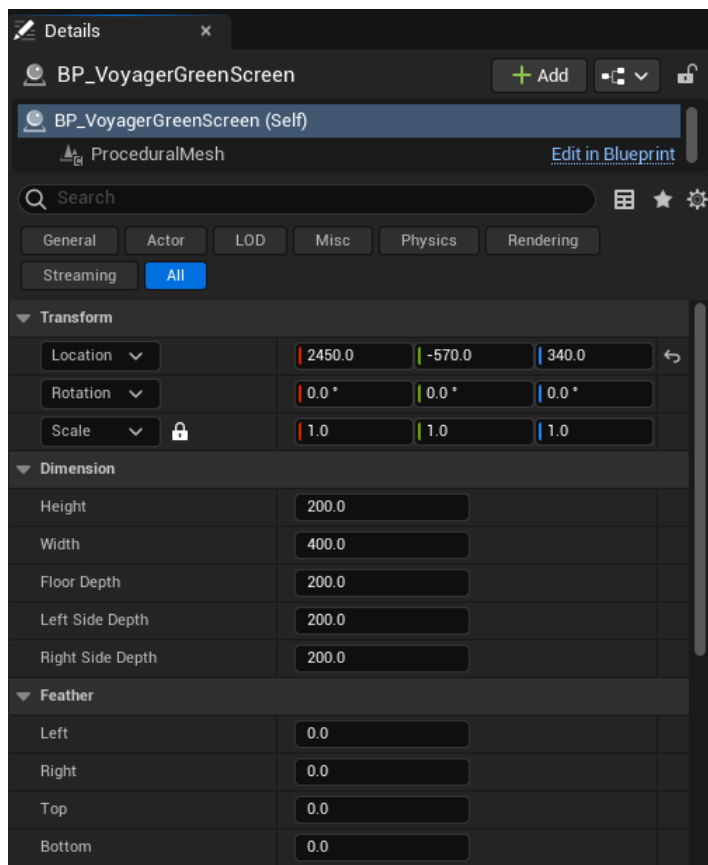 Details
BP_VoyagerGreenScreen
Add
BP_VoyagerGreenScreen (Self)
ProceduralMesh Edit in Blueprint
Search
General Actor LOD Misc Physics Rendering
Streaming All
Transform
Location 2450.0 -570.0 340.0
Rotation 0.0 ° 0.0 ° 0.0 °
Scale 1.0 1.0 1.0
Dimension
Height 200.0
Width 400.0
Floor Depth 200.0
Left Side Depth 200.0
Right Side Depth 200.0
Feather
Left 0.0
Right 0.0
Top 0.0
Bottom 0.0